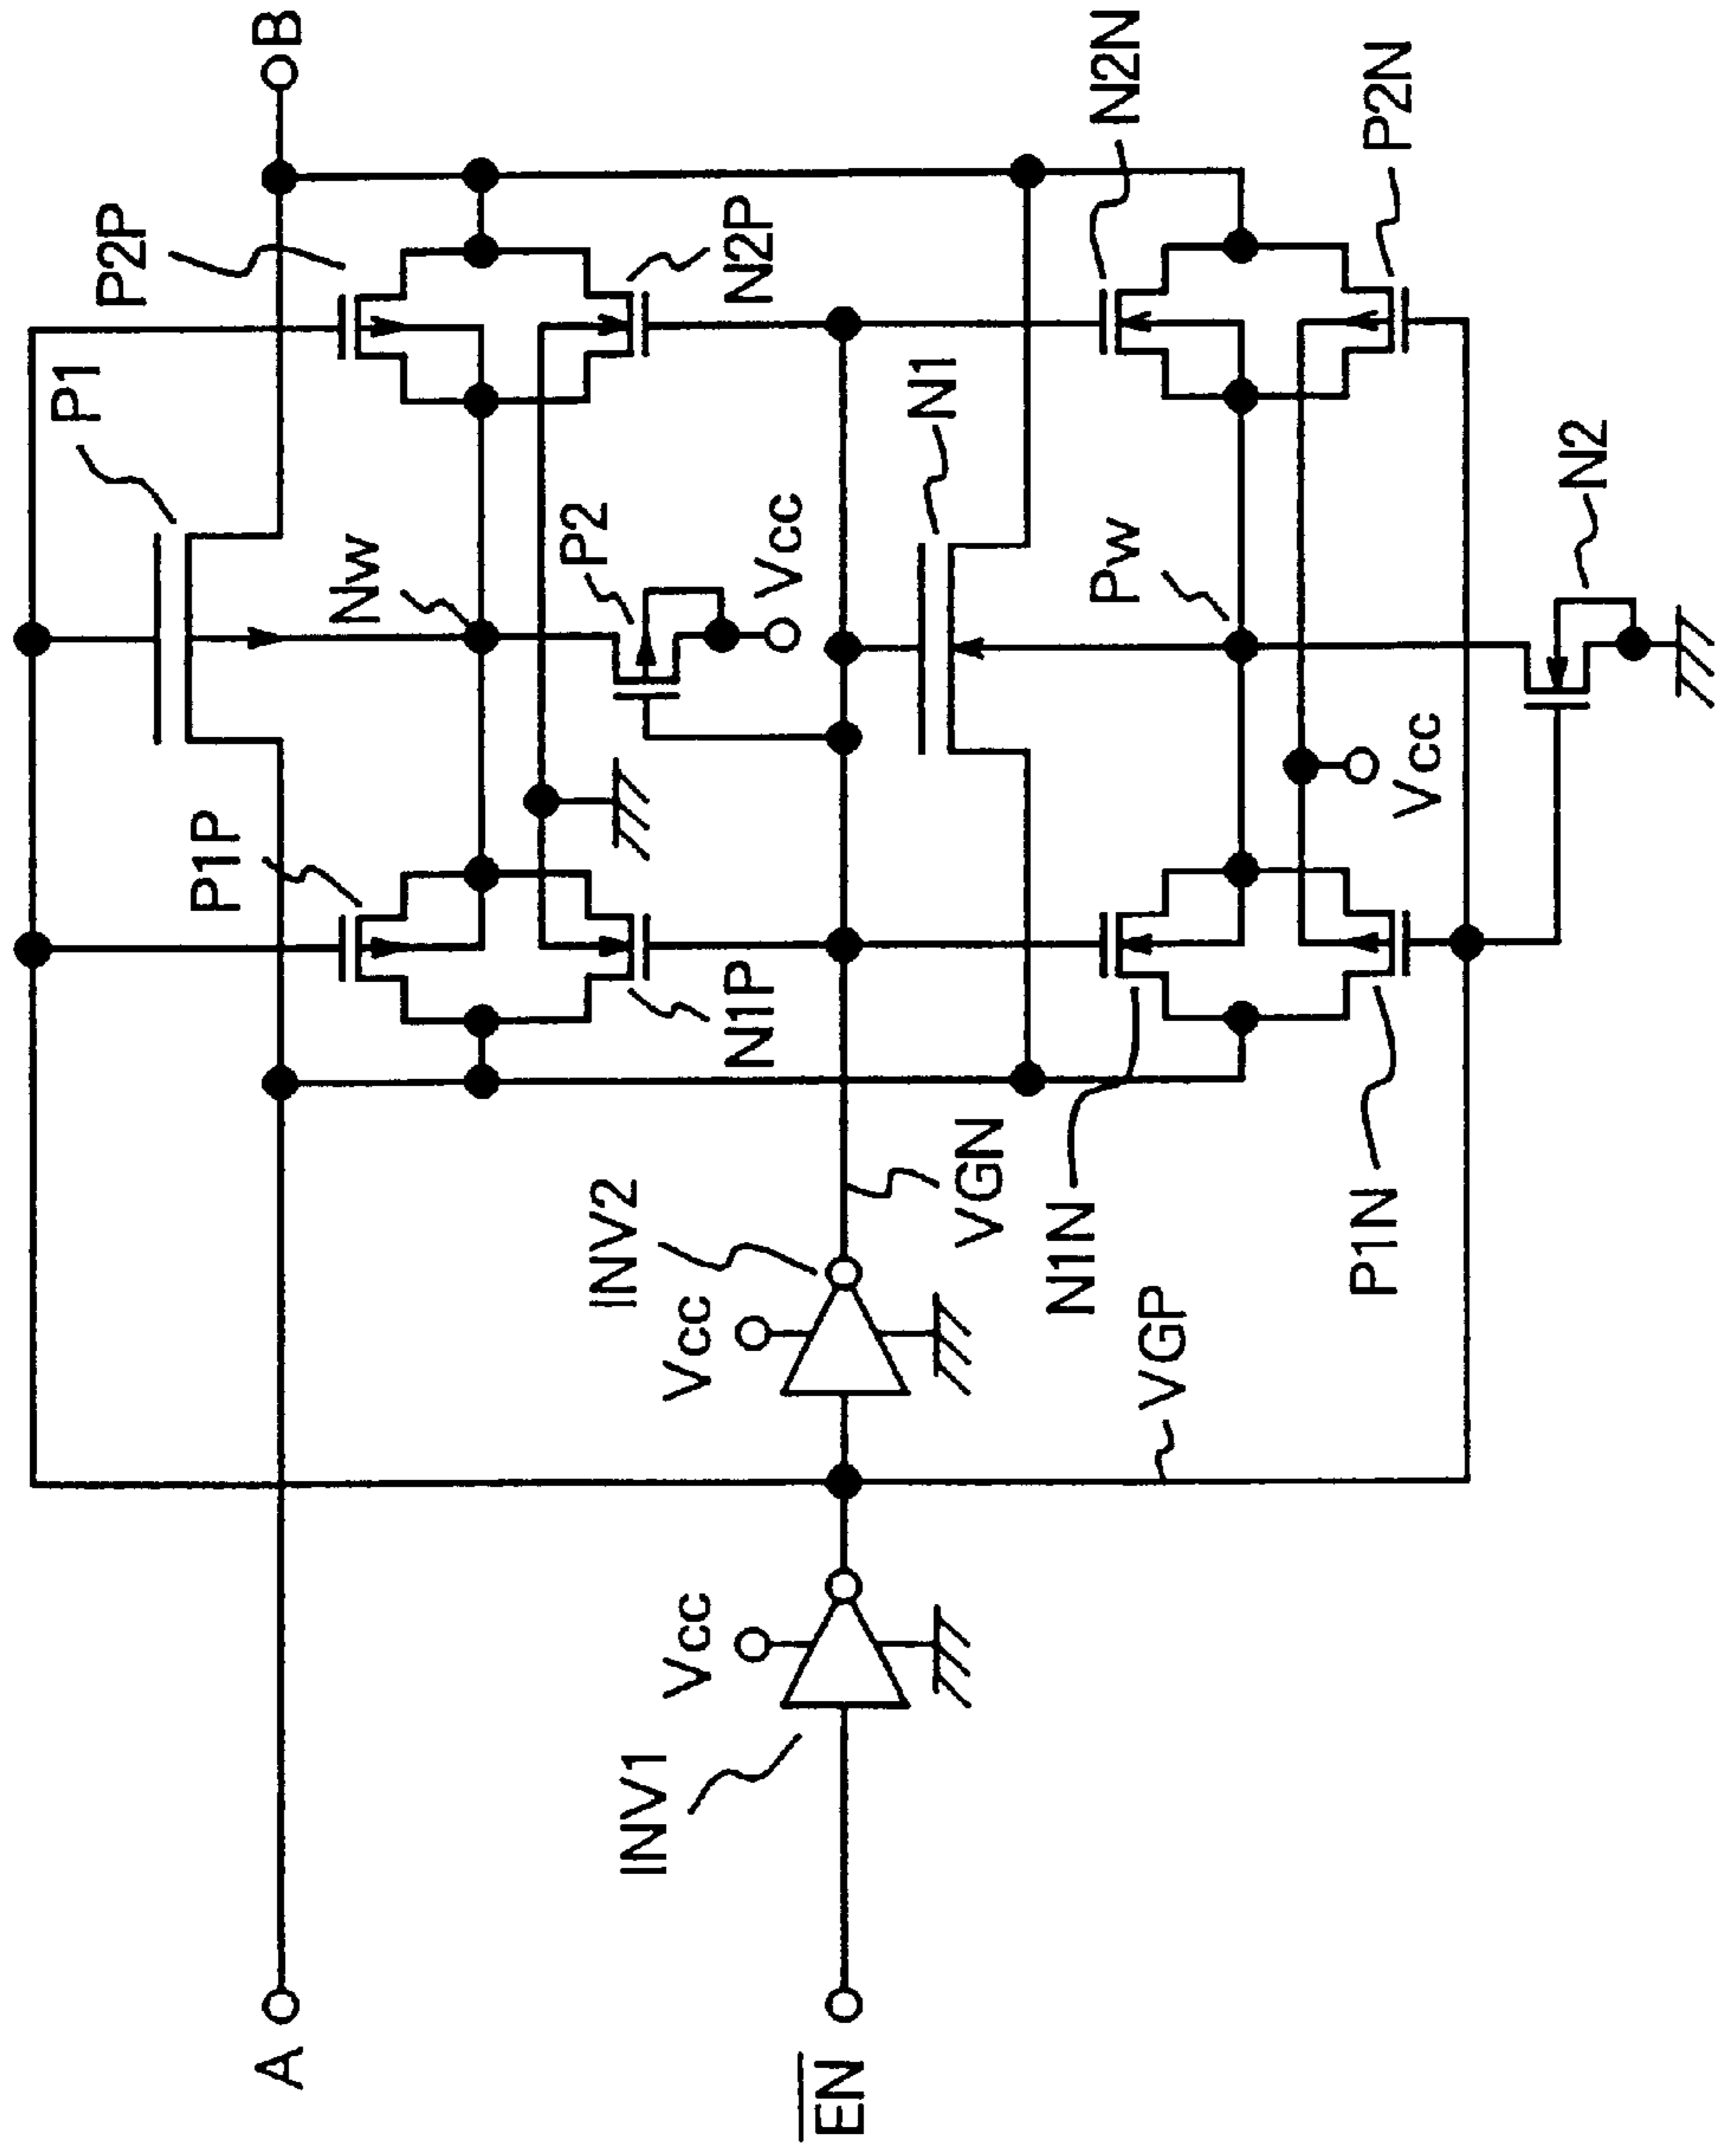 B
P2P
P1
N2P
N2N
P2N
Nw
P2
Vcc
N1
Pw
N2
P1P
N1P
Vcc
VGN
N1N
P1N
INV2
Vcc
VGP
Vcc
INV1
A
EN